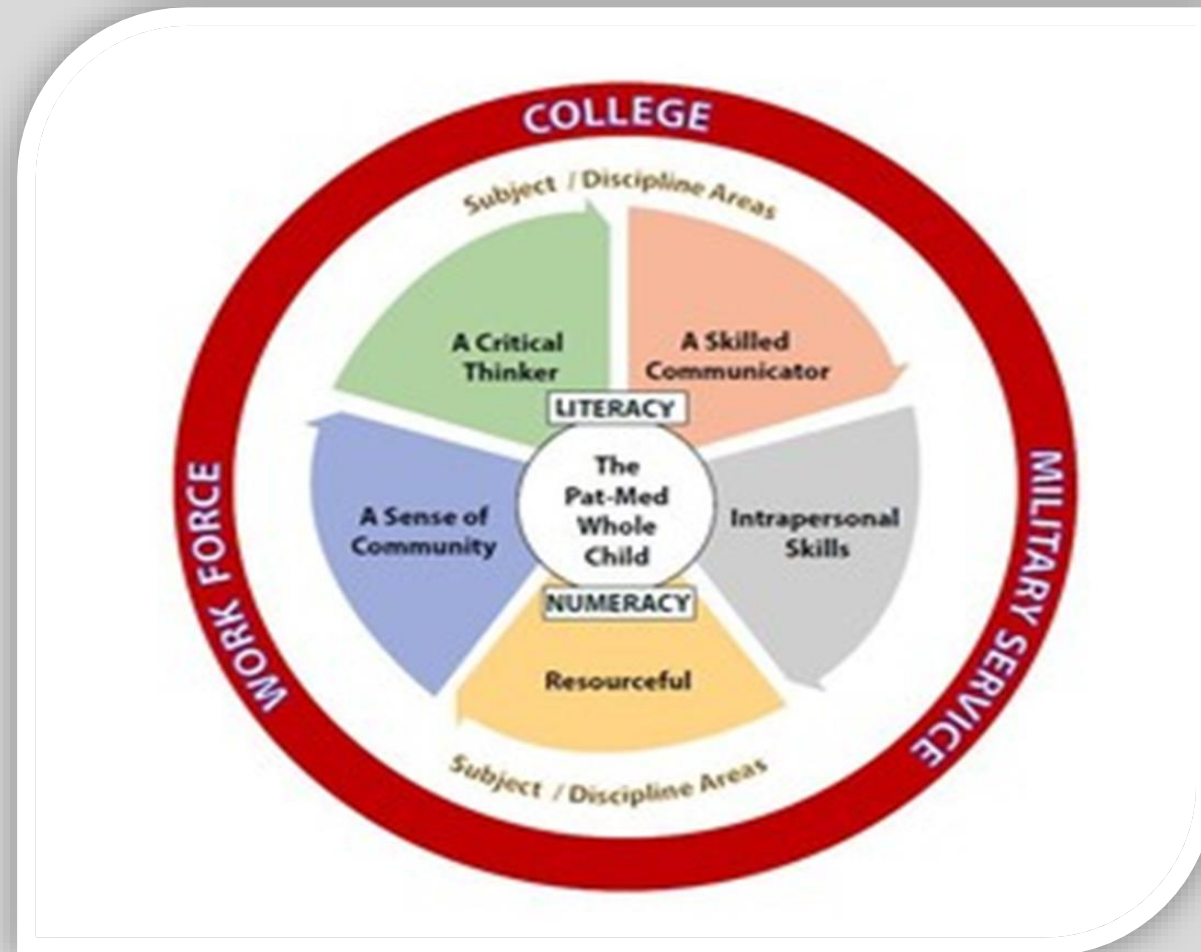 COLLEGE
Subject / Discipline Areas
A Critical
Thinker
A Skilled
Communicator
LITERACY
The
Pat-Med
Whole
Child
A Sense of
Community
Intrapersonal
Skills
NUMERACY
Resourceful
Subject / Discipline Areas
WORK FORCE
MILITARY SERVICE